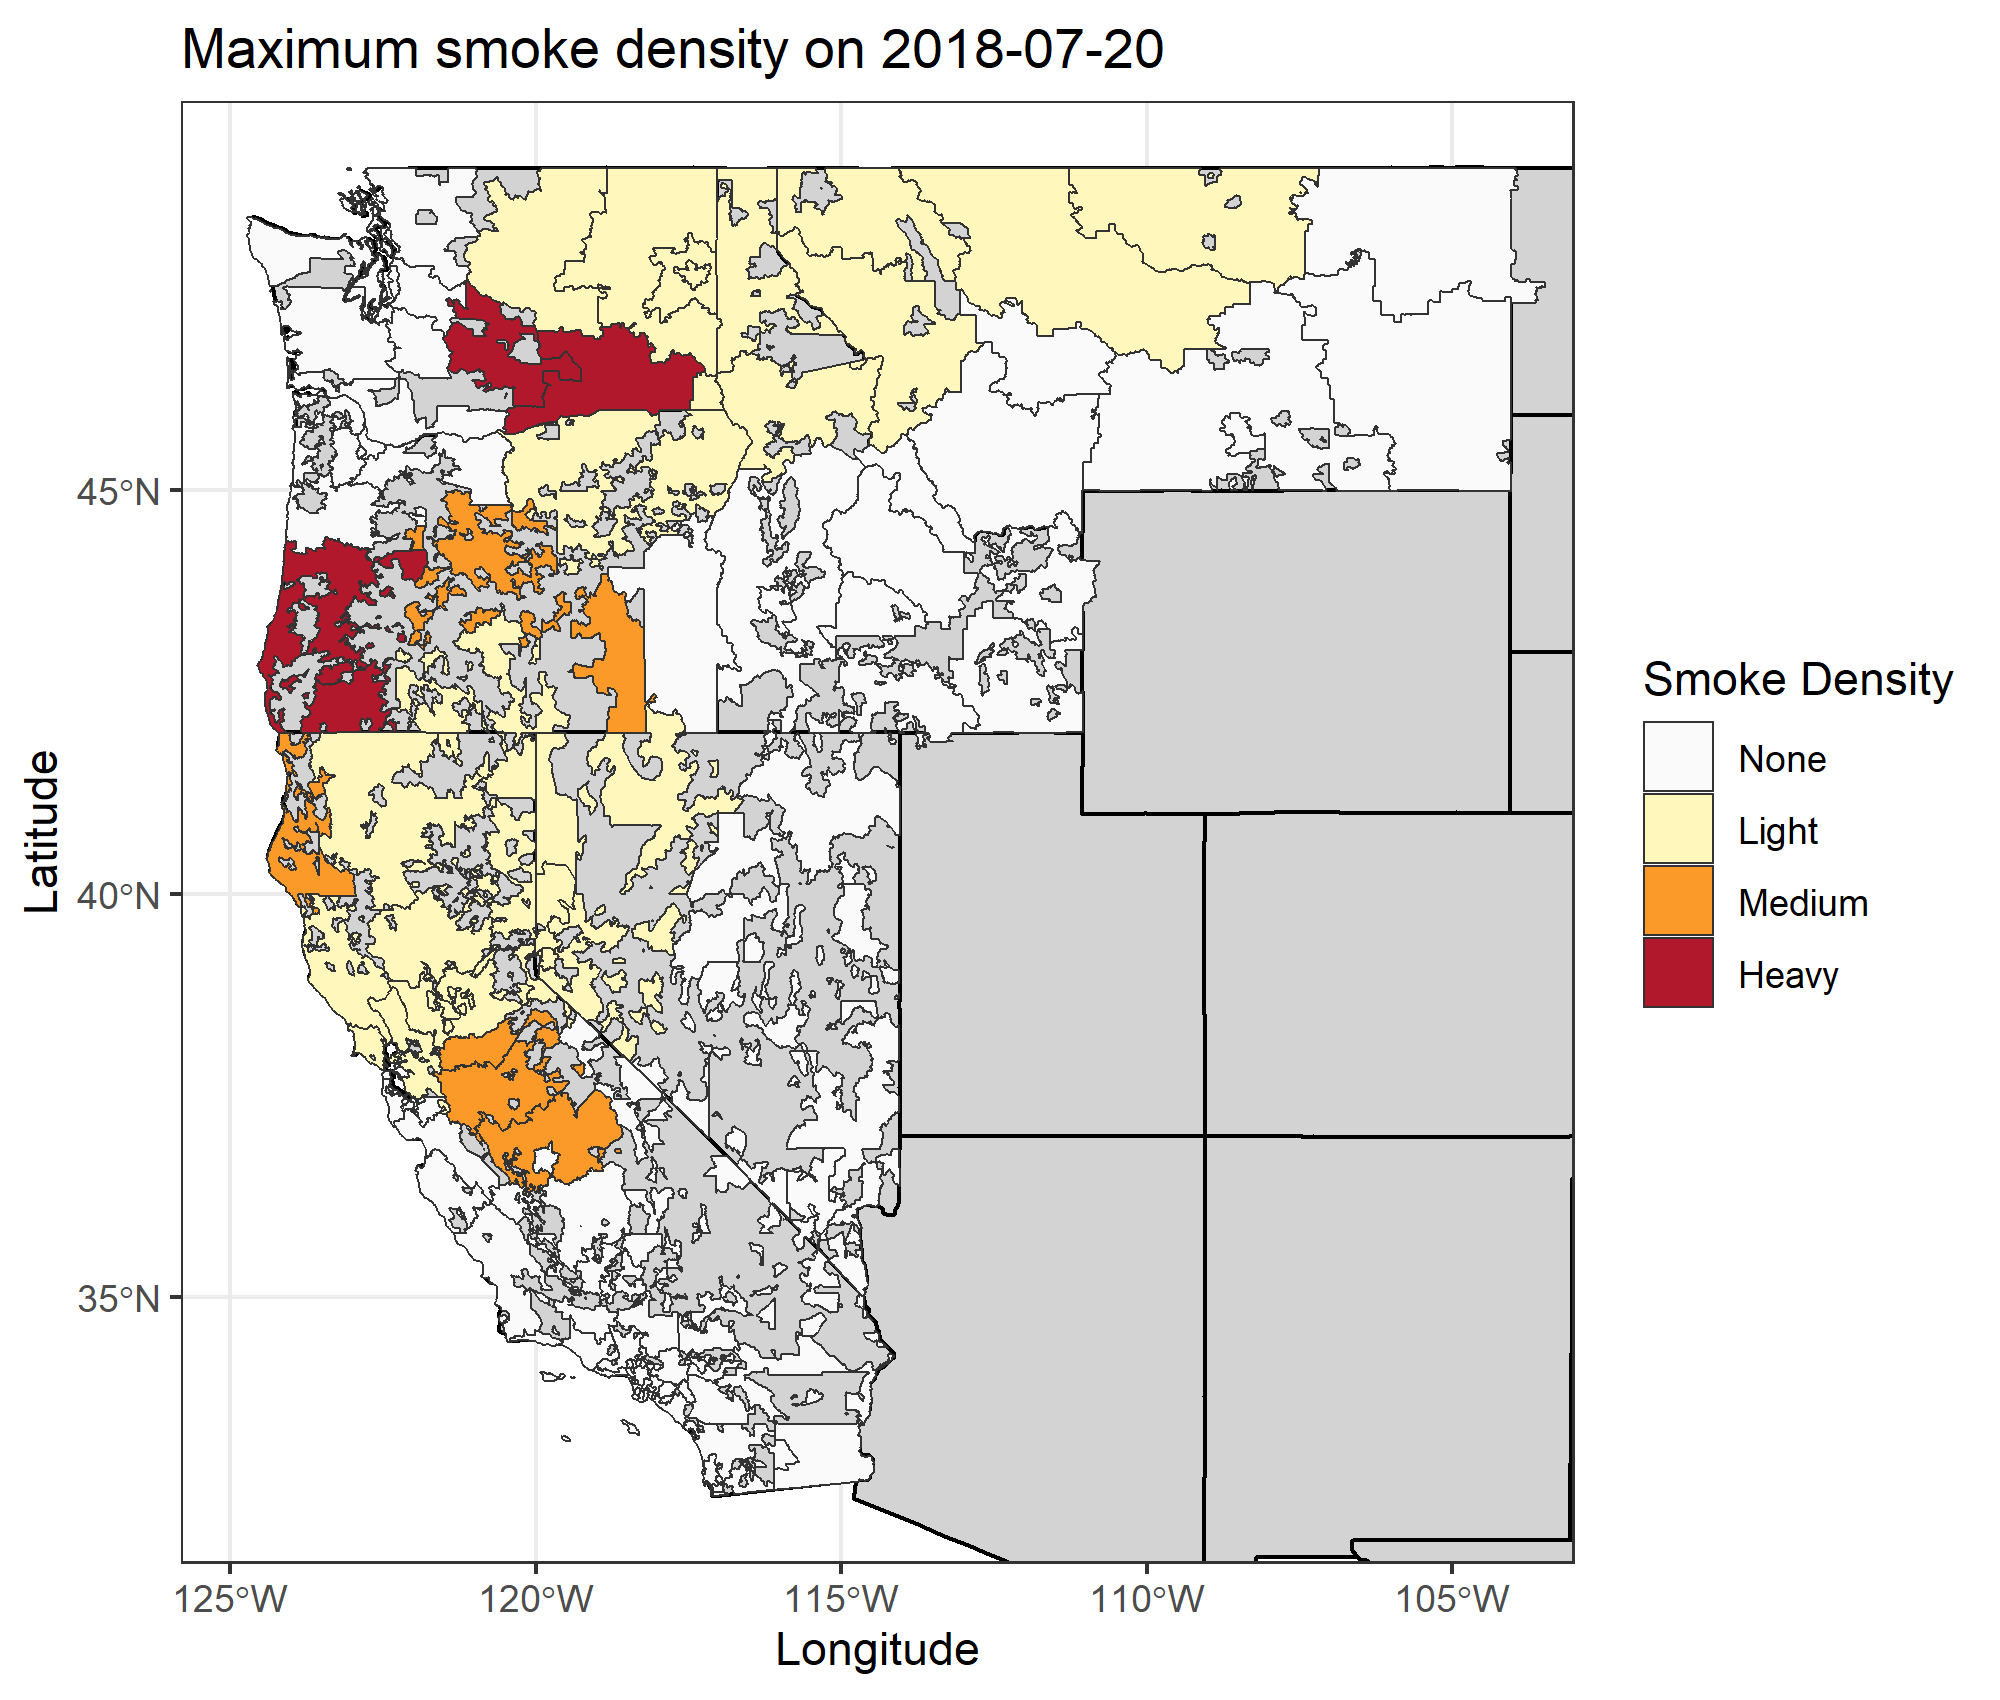 Maximum smoke density on 2018-07-20
45°N
40°N
35°N
Latitude
125°W
120°W
115°W
110°W
105°W
Longitude
Smoke Density
None
Light
Medium
Heavy